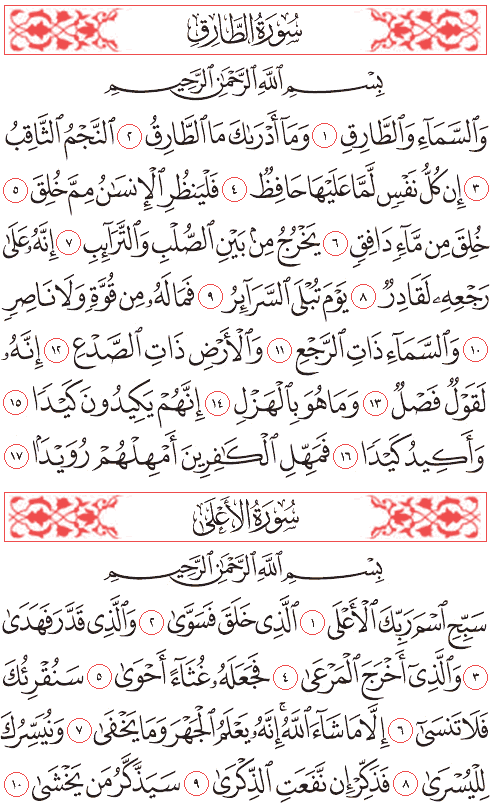 سُورَةُ الطَّارِقِ
بِسْمِ اللَّهِ الرَّحْمَٰنِ الرَّحِيمِ
وَالسَّمَاءِ وَالطَّارِقِ ١ وَمَا أَدْرَىٰكَ مَا الطَّارِقُ ٢ النَّجْمُ الثَّاقِبُ
٣ إِن كُلُّ نَفْسٍ لَّمَّا عَلَيْهَا حَافِظٌ ٤ فَلْيَنظُرِ الْإِنسَٰنُ مِمَّ خُلِقَ ٥
خُلِقَ مِن مَّاءٍ دَافِقٍ ٦ يَخْرُجُ مِنۢ بَيْنِ الصُّلْبِ وَالتَّرَائِبِ ٧ إِنَّهُ عَلَىٰ
رَجْعِهِۦ لَقَادِرٌ ٨ يَوْمَ تُبْلَى السَّرَائِرُ ٩ فَمَا لَهُۥ مِن قُوَّةٍ وَلَا نَاصِرٍ
١٠ وَالسَّمَاءِ ذَاتِ الرَّجْعِ ١١ وَالْأَرْضِ ذَاتِ الصَّدْعِ ١٢ إِنَّهُۥ
لَقَوْلٌ فَصْلٌ ١٣ وَمَا هُوَ بِالْهَزْلِ ١٤ إِنَّهُمْ يَكِيدُونَ كَيْدًا ١٥
وَأَكِيدُ كَيْدًا ١٦ فَمَهِّلِ الْكَٰفِرِينَ أَمْهِلْهُمْ رُوَيْدًۢا ١٧
سُورَةُ الْأَعْلَىٰ
بِسْمِ اللَّهِ الرَّحْمَٰنِ الرَّحِيمِ
سَبِّحِ اسْمَ رَبِّكَ الْأَعْلَى ١ الَّذِي خَلَقَ فَسَوَّىٰ ٢ وَالَّذِي قَدَّرَ فَهَدَىٰ
٣ وَالَّذِي أَخْرَجَ الْمَرْعَىٰ ٤ فَجَعَلَهُۥ غُثَاءً أَحْوَىٰ ٥ سَنُقْرِئُكَ
فَلَا تَنسَىٰ ٦ إِلَّا مَا شَاءَ اللَّهُ ۚ إِنَّهُۥ يَعْلَمُ الْجَهْرَ وَمَا يَخْفَىٰ ٧ وَنُيَسِّرُكَ
لِلْيُسْرَىٰ ٨ فَذَكِّرْ إِن نَّفَعَتِ الذِّكْرَىٰ ٩ سَيَذَّكَّرُ مَن يَخْشَىٰ ١٠